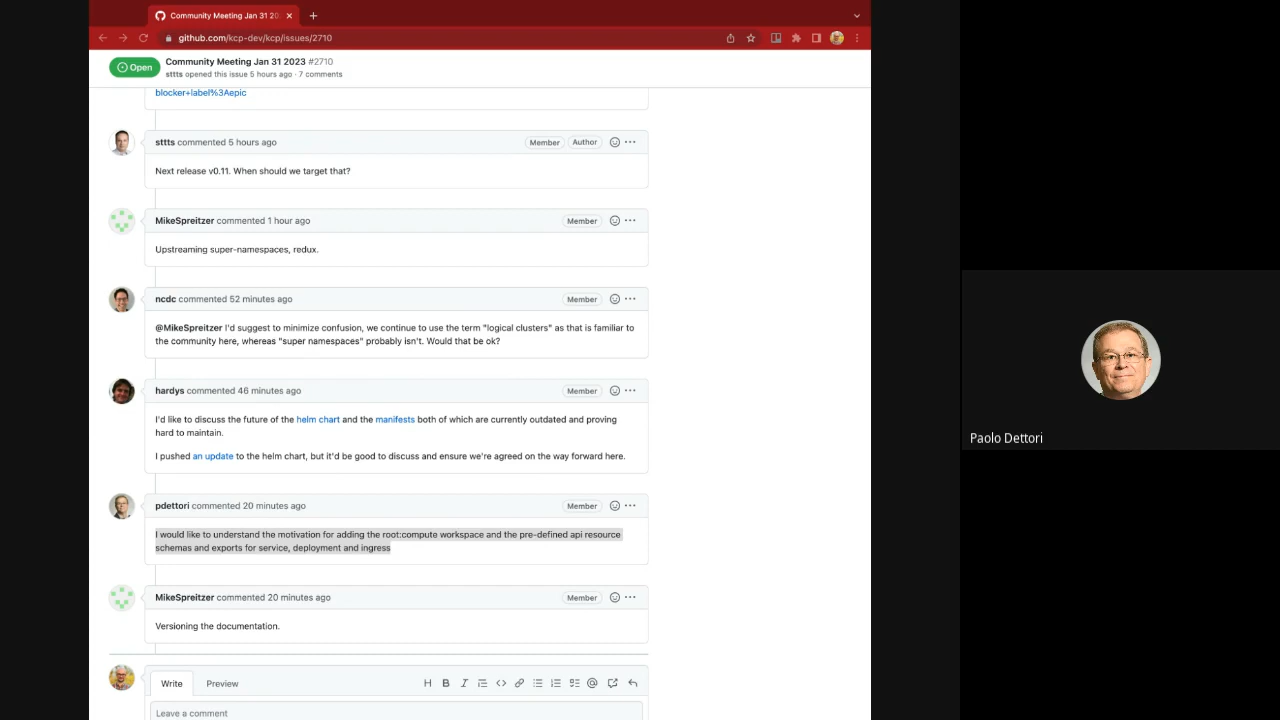 Community Meeting Jan 31 20
github.com/kcp-dev/kcp/issues/2710
Open
Community Meeting Jan 31 2023 #2710
sttts opened this issue 5 hours ago · 7 comments
blocker+label%3Aepic
sttts commented 5 hours ago
Member
Author
Next release v0.11. When should we target that?
MikeSpreitzer commented 1 hour ago
Member
Upstreaming super-namespaces, redux.
ncdc commented 52 minutes ago
Member
@MikeSpreitzer I'd suggest to minimize confusion, we continue to use the term "logical clusters" as that is familiar to
the community here, whereas "super namespaces" probably isn't. Would that be ok?
hardys commented 46 minutes ago
Member
I'd like to discuss the future of the helm chart and the manifests both of which are currently outdated and proving
hard to maintain.
I pushed an update to the helm chart, but it'd be good to discuss and ensure we're agreed on the way forward here.
pdettori commented 20 minutes ago
Member
I would like to understand the motivation for adding the root:compute workspace and the pre-defined api resource
schemas and exports for service, deployment and ingress
MikeSpreitzer commented 20 minutes ago
Member
Versioning the documentation.
Write
Preview
Leave a comment
Paolo Dettori